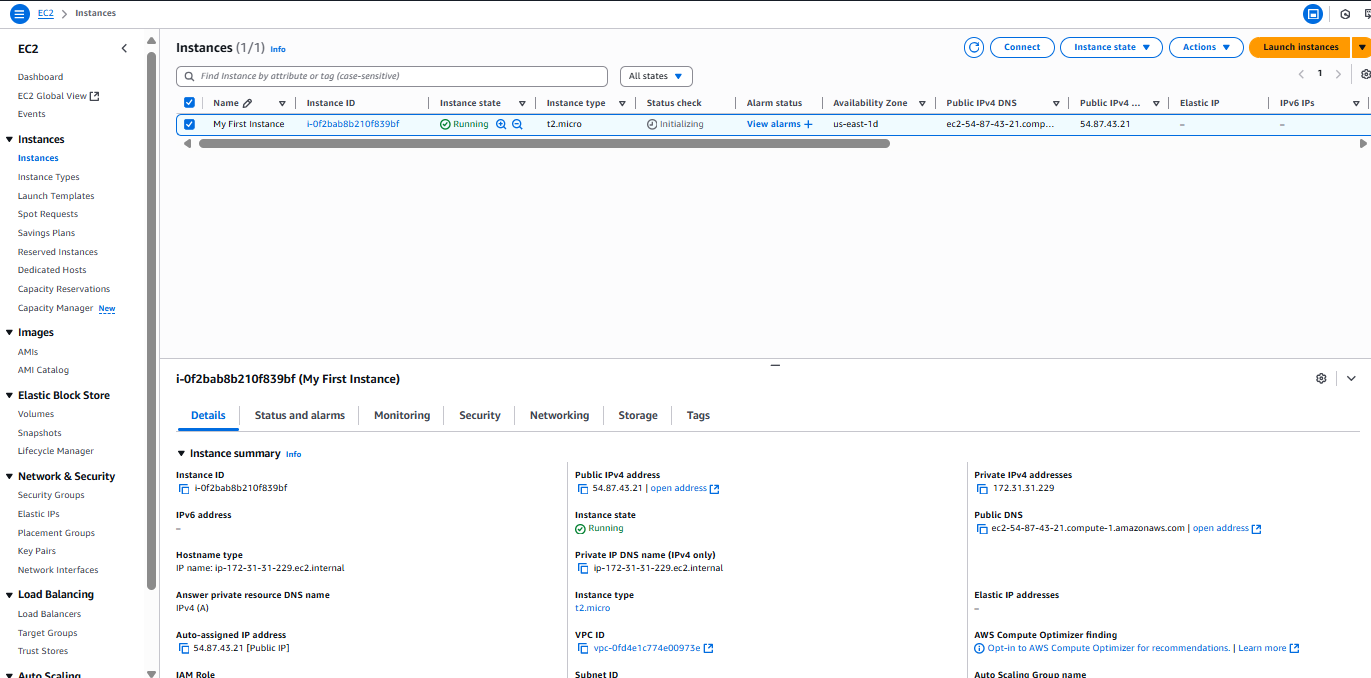 EC2 > Instances
EC2
Dashboard
EC2 Global View
Events
Instances
Instances
Instance Types
Launch Templates
Spot Requests
Savings Plans
Reserved Instances
Dedicated Hosts
Capacity Reservations
Capacity Manager New
Images
AMIs
AMI Catalog
Elastic Block Store
Volumes
Snapshots
Lifecycle Manager
Network & Security
Security Groups
Elastic IPs
Placement Groups
Key Pairs
Network Interfaces
Load Balancing
Load Balancers
Target Groups
Trust Stores
Auto Scaling
Instances (1/1) Info
Connect
Instance state
Actions
Launch instances
Find Instance by attribute or tag (case-sensitive)
All states
1
Name Instance ID Instance state Instance type Status check Alarm status Availability Zone Public IPv4 DNS Public IPv4 ... Elastic IP IPv6 IPs
My First Instance i-0f2bab8b210f839bf Running t2.micro Initializing View alarms + us-east-1d ec2-54-87-43-21.comp... 54.87.43.21 – –
i-0f2bab8b210f839bf (My First Instance)
Details Status and alarms Monitoring Security Networking Storage Tags
Instance summary Info
Instance ID
i-0f2bab8b210f839bf
Public IPv4 address
54.87.43.21 | open address
Private IPv4 addresses
172.31.31.229
IPv6 address
–
Instance state
Running
Public DNS
ec2-54-87-43-21.compute-1.amazonaws.com | open address
Hostname type
IP name: ip-172-31-31-229.ec2.internal
Private IP DNS name (IPv4 only)
ip-172-31-31-229.ec2.internal
Answer private resource DNS name
IPv4 (A)
Instance type
t2.micro
Elastic IP addresses
–
Auto-assigned IP address
54.87.43.21 [Public IP]
VPC ID
vpc-0fd4e1c774e00973e
AWS Compute Optimizer finding
Opt-in to AWS Compute Optimizer for recommendations. | Learn more
IAM Role
Subnet ID
Auto Scaling Group name